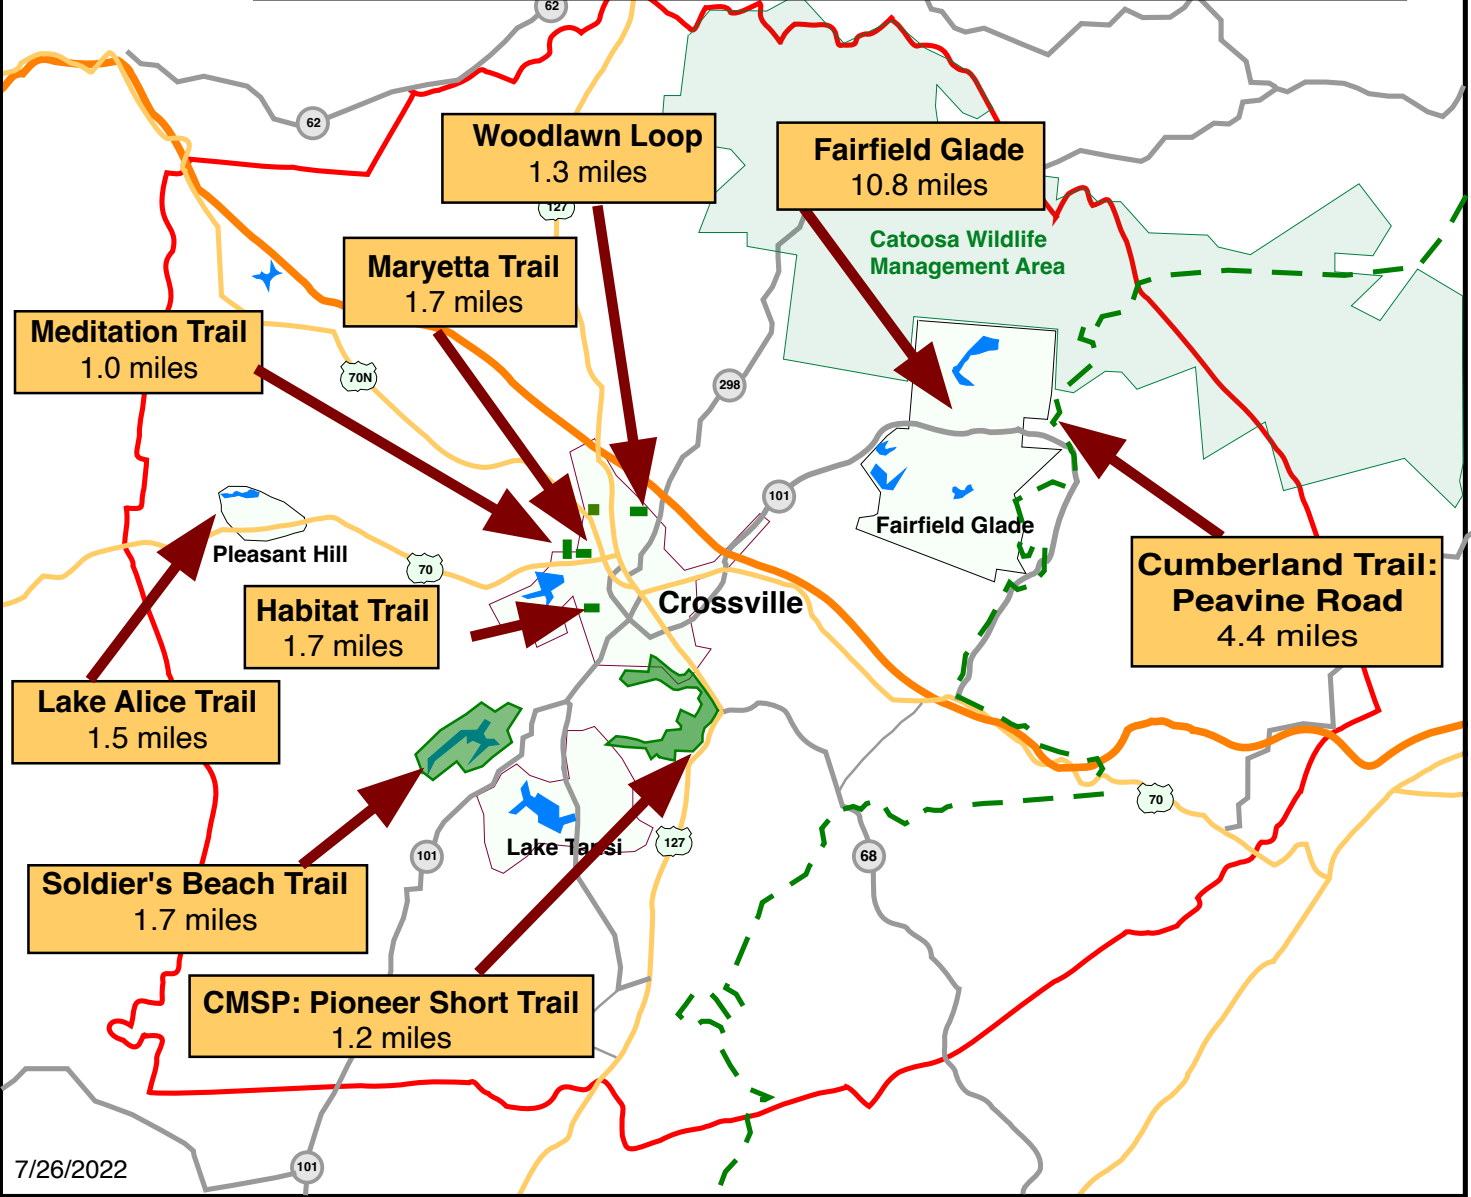 62
62
Woodlawn Loop
1.3 miles
Fairfield Glade
10.8 miles
127
Catoosa Wildlife
Management Area
Maryetta Trail
1.7 miles
Meditation Trail
1.0 miles
70N
298
101
Fairfield Glade
Pleasant Hill
70
Cumberland Trail:
Peavine Road
4.4 miles
Habitat Trail
1.7 miles
Crossville
Lake Alice Trail
1.5 miles
70
Lake Tansi
127
101
68
Soldier's Beach Trail
1.7 miles
CMSP: Pioneer Short Trail
1.2 miles
7/26/2022
101